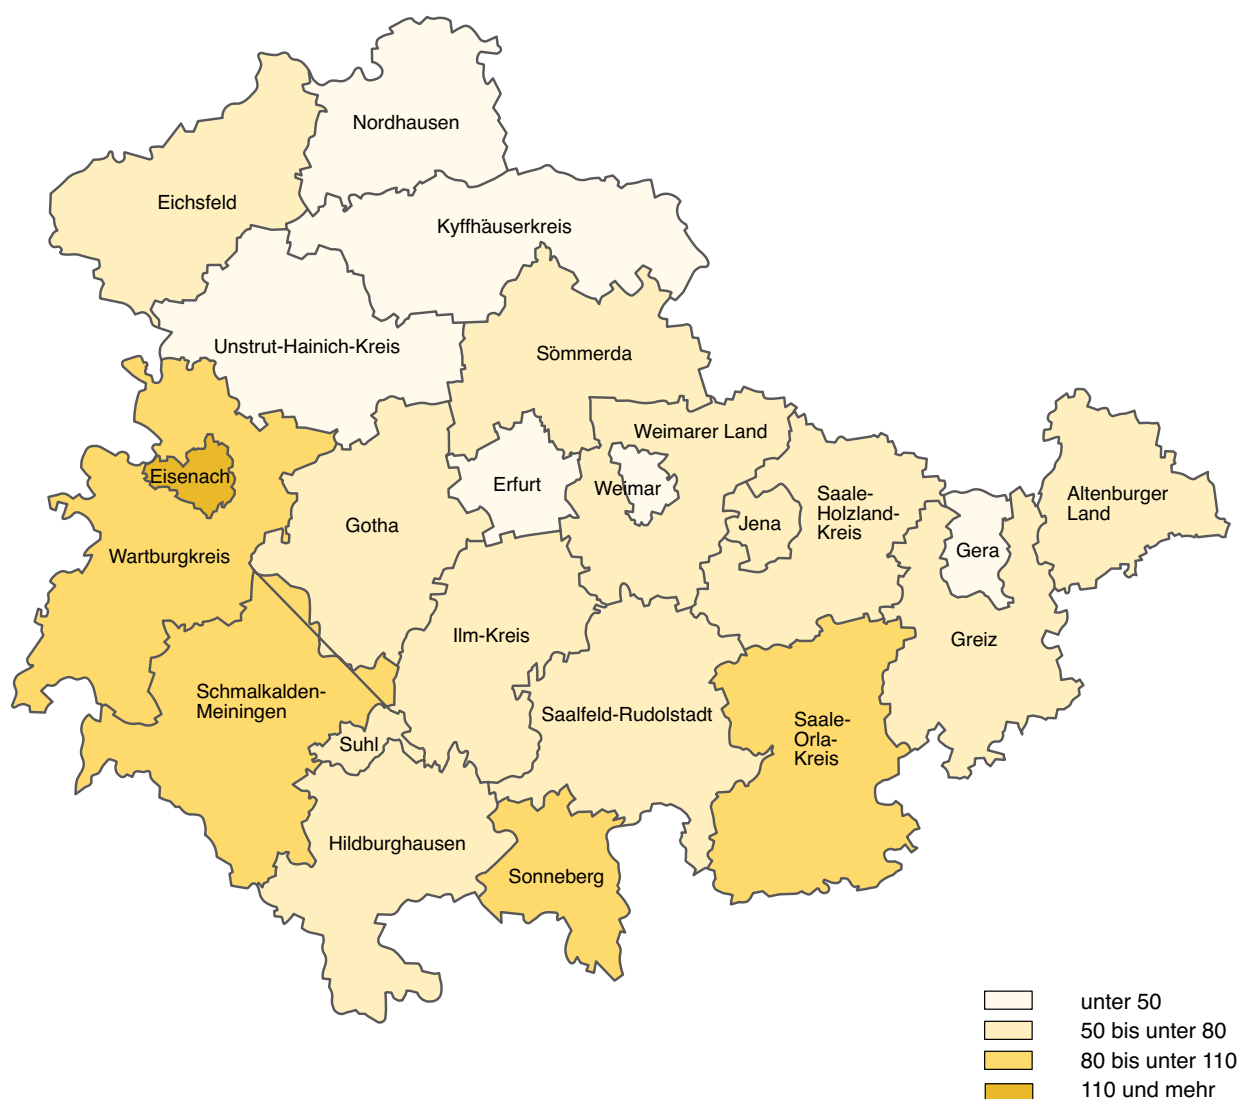 Nordhausen
Eichsfeld
Kyffhäuserkreis
Unstrut-Hainich-Kreis
Sömmerda
Weimarer Land
Eisenach
Erfurt
Weimar
Saale-
Holzland-
Kreis
Altenburger
Land
Gotha
Jena
Wartburgkreis
Gera
Ilm-Kreis
Greiz
Schmalkalden-
Meiningen
Saalfeld-Rudolstadt
Saale-
Orla-
Kreis
Suhl
Hildburghausen
Sonneberg
unter 50
50 bis unter 80
80 bis unter 110
110 und mehr